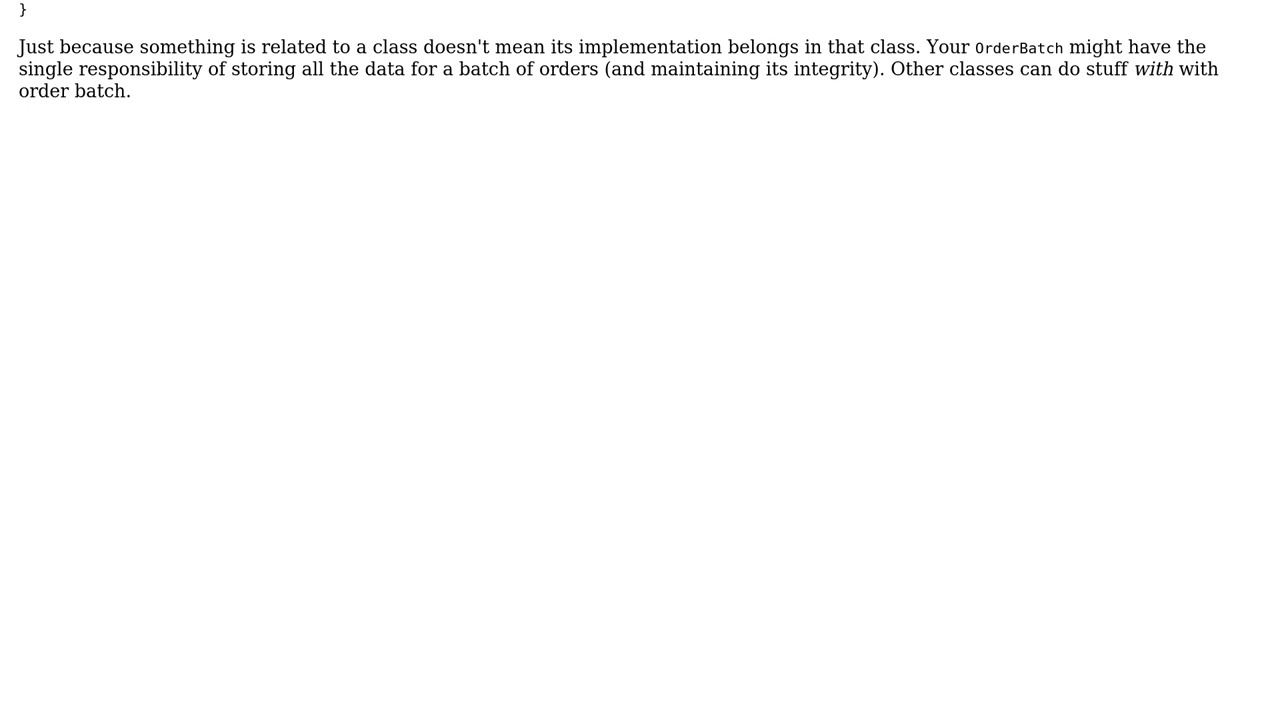 }
Just because something is related to a class doesn't mean its implementation belongs in that class. Your OrderBatch might have the
single responsibility of storing all the data for a batch of orders (and maintaining its integrity). Other classes can do stuff with with
order batch.